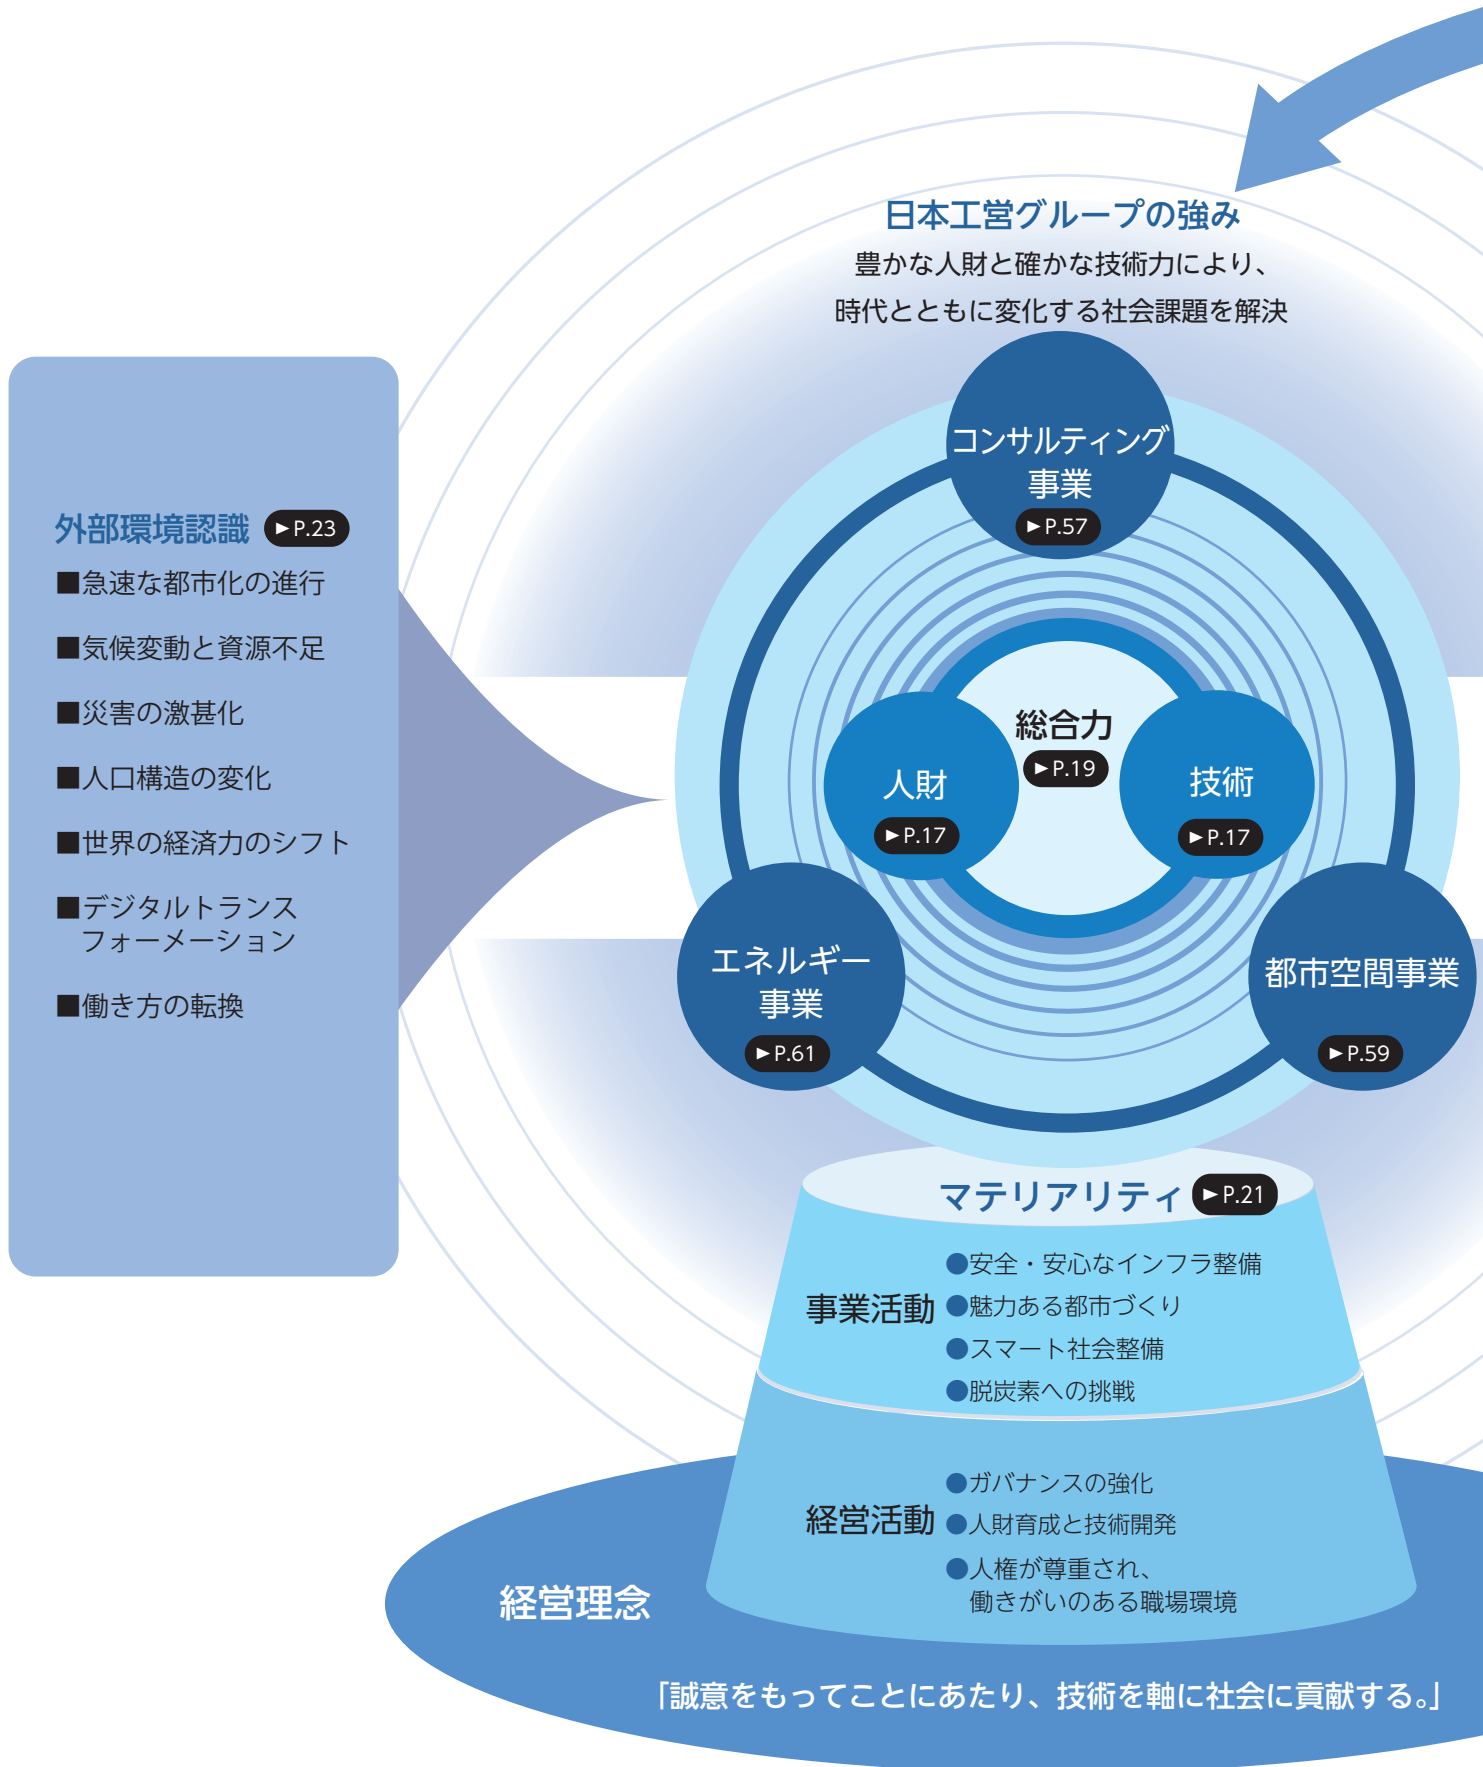 日本工営グループの強み
豊かな人財と確かな技術力により、
時代とともに変化する社会課題を解決
外部環境認識 ►P.23
■急速な都市化の進行
■気候変動と資源不足
■災害の激甚化
■人口構造の変化
■世界の経済力のシフト
■デジタルトランス
フォーメーション
■働き方の転換
コンサルティング
事業
►P.57
総合力
►P.19
人財
►P.17
技術
►P.17
エネルギー
事業
►P.61
都市空間事業
►P.59
マテリアリティ ►P.21
事業活動
●安全・安心なインフラ整備
●魅力ある都市づくり
●スマート社会整備
●脱炭素への挑戦
経営活動
●ガバナンスの強化
●人財育成と技術開発
●人権が尊重され、
働きがいのある職場環境
経営理念
「誠意をもってことにあたり、技術を軸に社会に貢献する。」